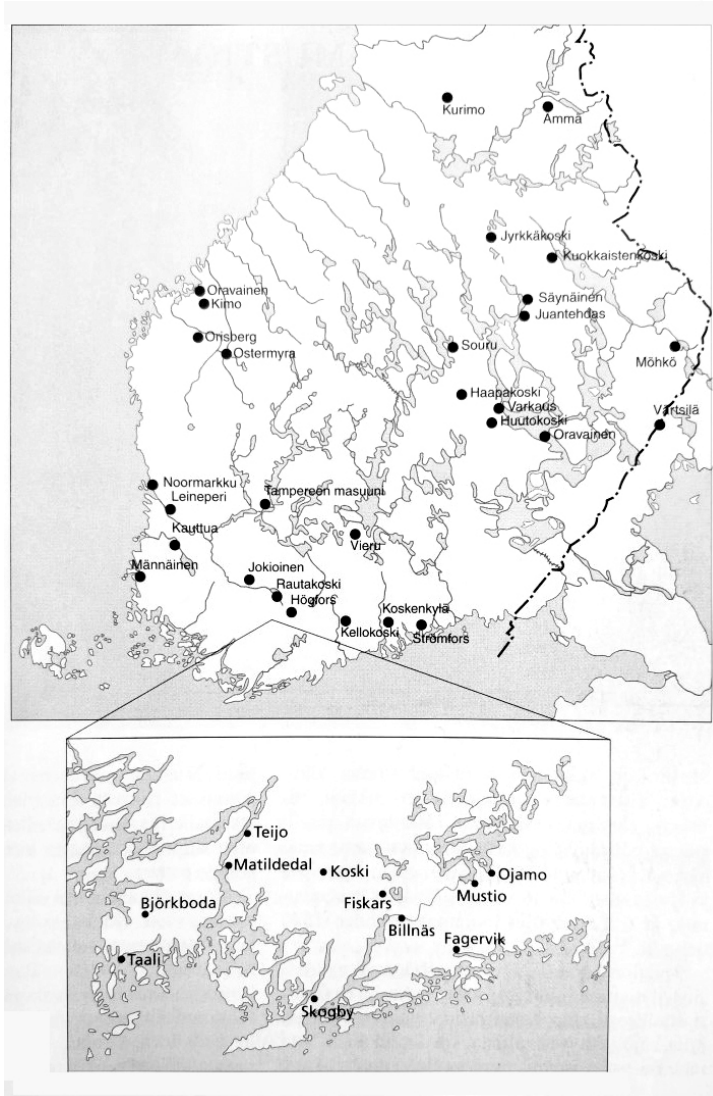 Kurimo
Ämmä
Jyrkkäkoski
Kuokkaistenkoski
Oravainen
Kimo
Säynäinen
Juantehdas
Orisberg
Östermyra
Souru
Möhkö
Haapakoski
Varkaus
Huutokoski
Oravainen
Värtsilä
Noormarkku
Leineperi
Tampereen masuuni
Kauttua
Vieru
Männäinen
Jokioinen
Rautakoski
Högfors
Koskenkylä
Kellokoski
Strömfors
Teijo
Matildedal
Koski
Ojamo
Mustio
Fiskars
Björkboda
Billnäs
Fagervik
Taali
Skogby